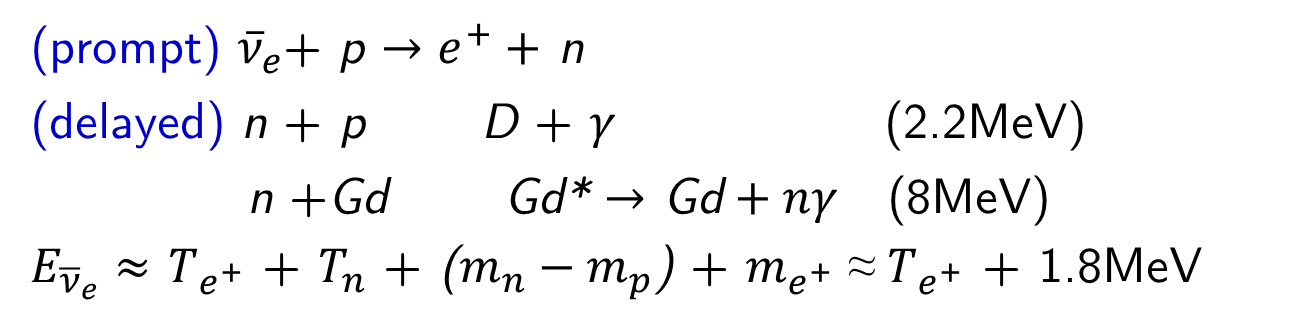 (prompt) ν̅ₑ + p → e⁺ + n
(delayed) n + p D + γ (2.2MeV)
n + Gd Gd* → Gd + nγ (8MeV)
E_ν̅ₑ ≈ T_e⁺ + T_n + (m_n − m_p) + m_e⁺ ≈ T_e⁺ + 1.8MeV